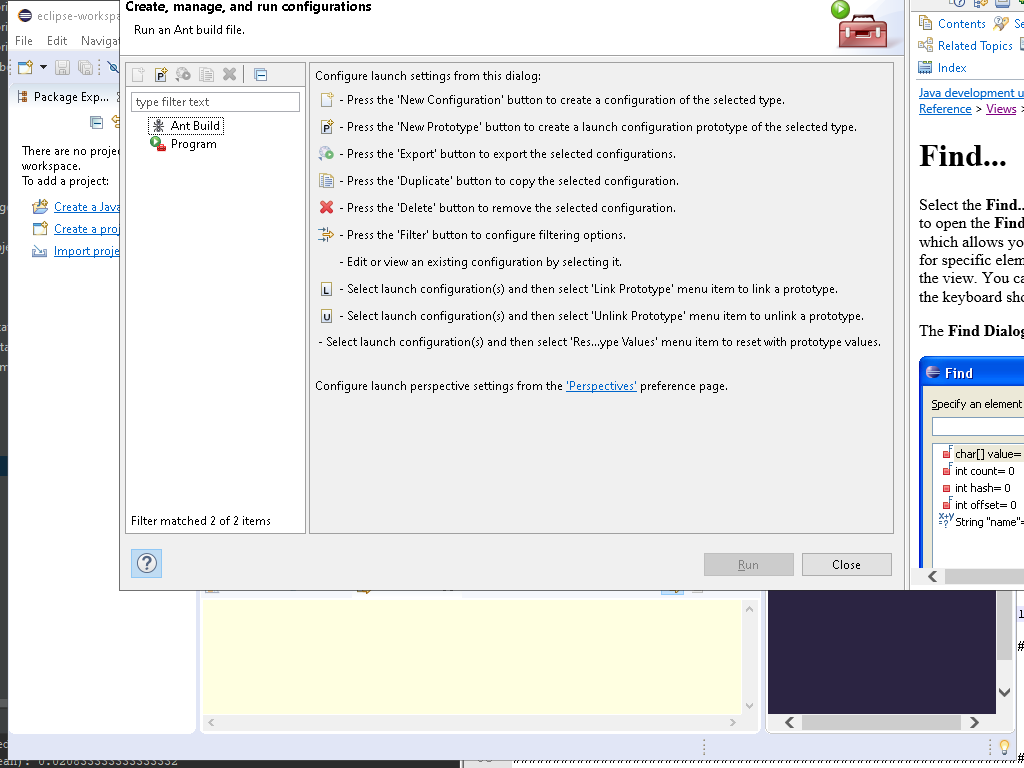 Create, manage, and run configurations
Run an Ant build file.
eclipse-workspa
File Edit Navigat
Package Exp...
There are no proje
workspace.
To add a project:
Create a Java
Create a proj
Import proje
type filter text
Ant Build
Program
Filter matched 2 of 2 items
Configure launch settings from this dialog:
- Press the 'New Configuration' button to create a configuration of the selected type.
- Press the 'New Prototype' button to create a launch configuration prototype of the selected type.
- Press the 'Export' button to export the selected configurations.
- Press the 'Duplicate' button to copy the selected configuration.
- Press the 'Delete' button to remove the selected configuration.
- Press the 'Filter' button to configure filtering options.
- Edit or view an existing configuration by selecting it.
L - Select launch configuration(s) and then select 'Link Prototype' menu item to link a prototype.
U - Select launch configuration(s) and then select 'Unlink Prototype' menu item to unlink a prototype.
- Select launch configuration(s) and then select 'Res...ype Values' menu item to reset with prototype values.
Configure launch perspective settings from the 'Perspectives' preference page.
Run Close
Contents Se
Related Topics
Index
Java development u
Reference > Views >
Find...
Select the Find..
to open the Find
which allows yo
for specific elem
the view. You ca
the keyboard sho
The Find Dialog
Find
Specify an element
char[] value=
int count= 0
int hash= 0
int offset= 0
String "name"=